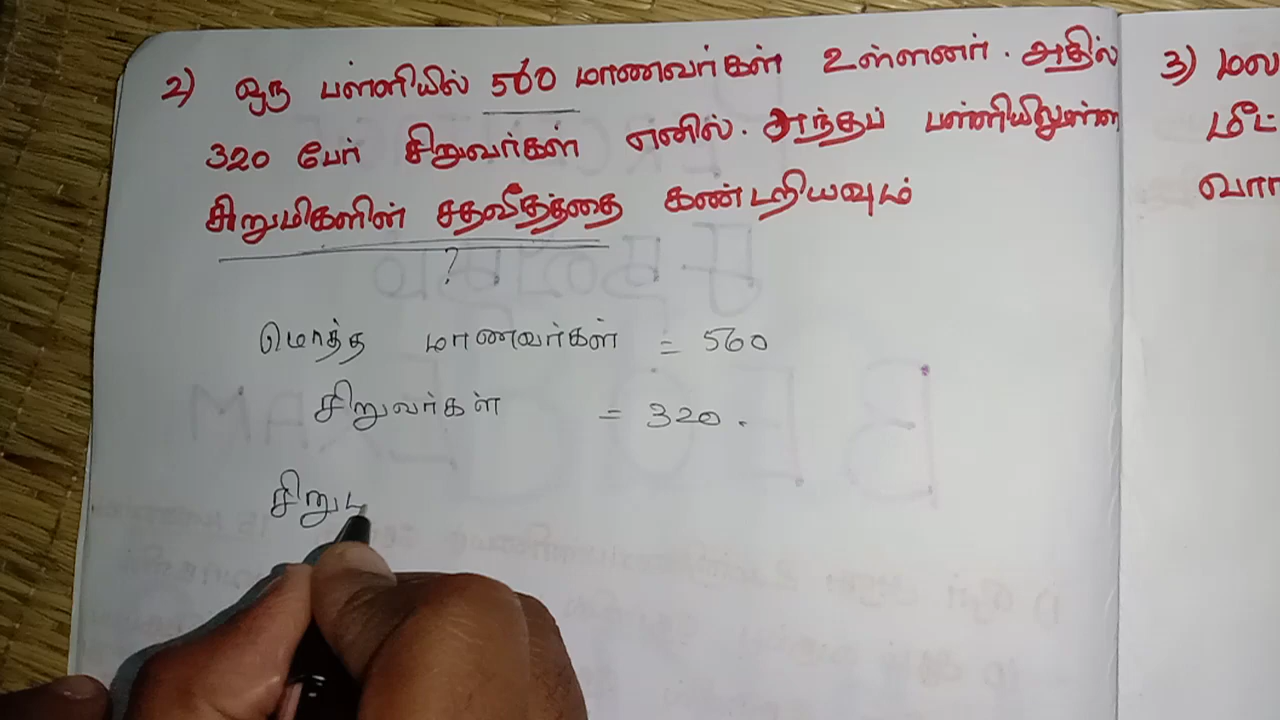 2) ஒரு பள்ளியில் 560 மாணவர்கள் உள்ளனர். அதில்
320 பேர் சிறுவர்கள் எனில். அந்தப் பள்ளியிலுள்ள
சிறுமிகளின் சதவீதத்தை கண்டறியவும்
?
மொத்த மாணவர்கள் = 560
சிறுவர்கள் = 320.
சிறு
3) மல
மீட்
வா